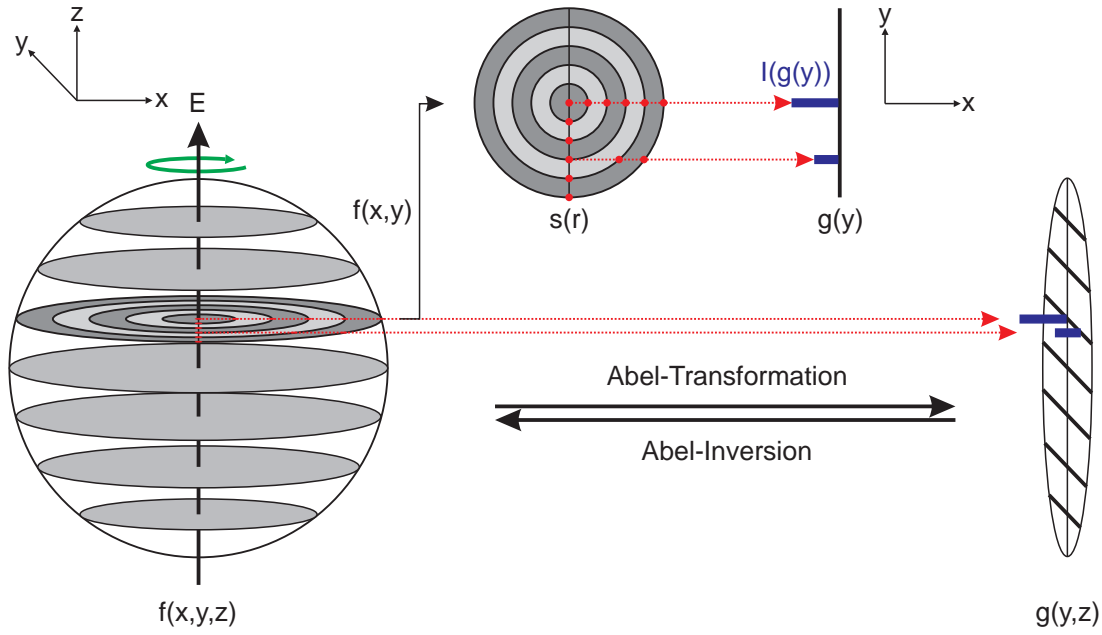 z
y
x
E
f(x,y)
s(r)
I(g(y))
g(y)
y
x
Abel-Transformation
Abel-Inversion
f(x,y,z)
g(y,z)